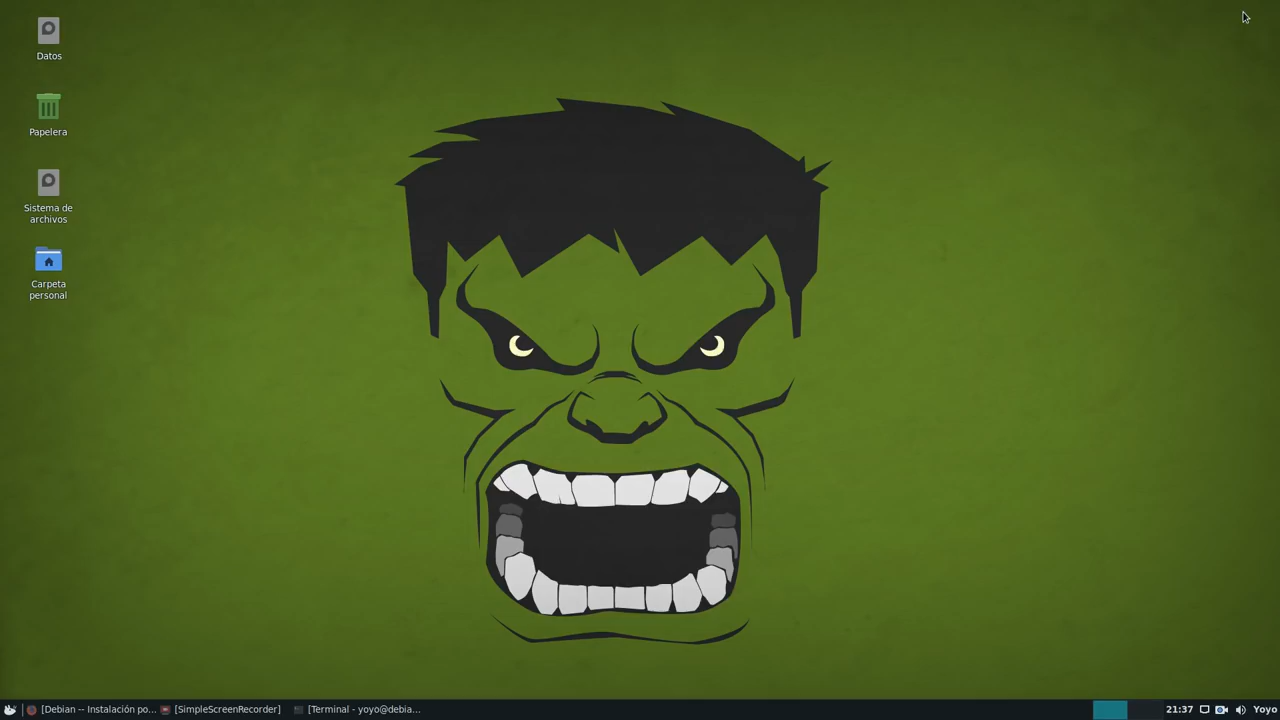 Datos
Papelera
Sistema de
archivos
Carpeta
personal
[Debian -- Instalación po... [SimpleScreenRecorder] [Terminal - yoyo@debia... 21:37 Yoyo